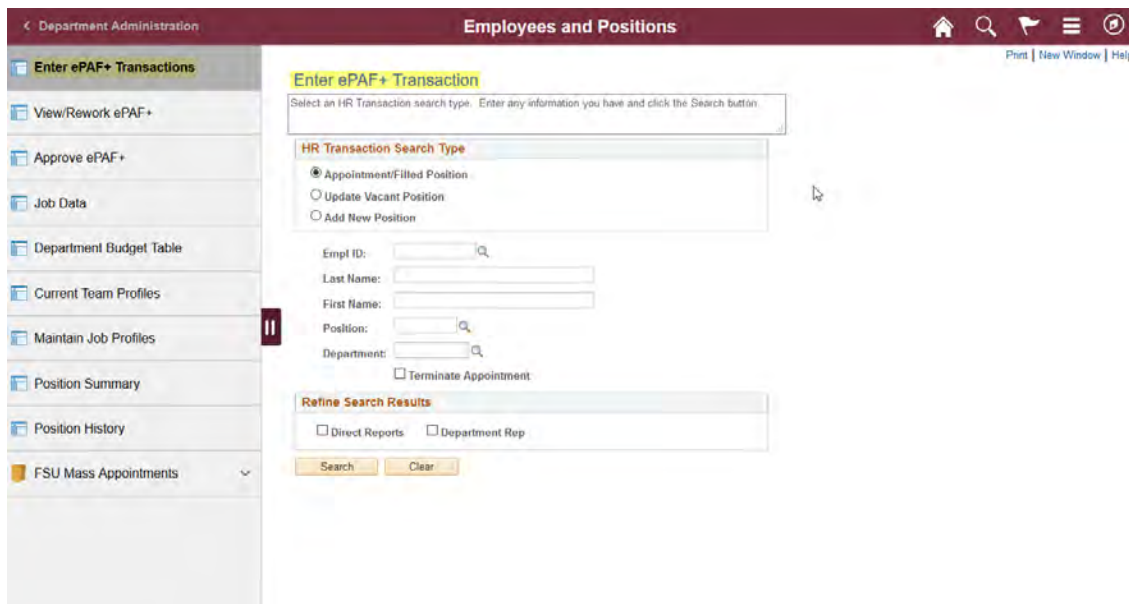 Department Administration
Employees and Positions
Print | New Window | Help
Enter ePAF+ Transactions
View/Rework ePAF+
Approve ePAF+
Job Data
Department Budget Table
Current Team Profiles
Maintain Job Profiles
Position Summary
Position History
FSU Mass Appointments
Enter ePAF+ Transaction
Select an HR Transaction search type. Enter any information you have and click the Search button.
HR Transaction Search Type
Appointment/Filled Position
Update Vacant Position
Add New Position
Empl ID:
Last Name:
First Name:
Position:
Department:
Terminate Appointment
Refine Search Results
Direct Reports Department Rep
Search Clear